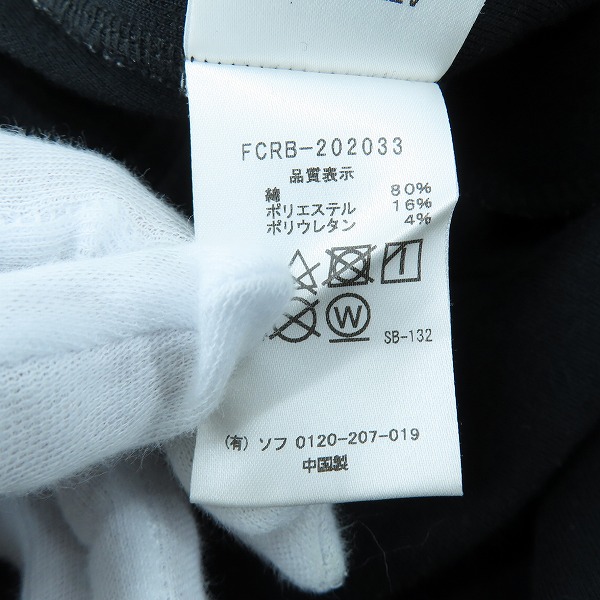 FCRB-202033
品質表示
綿 80%
ポリエステル 16%
ポリウレタン 4%
W
SB-132
(有) ソフ 0120-207-019
中国製